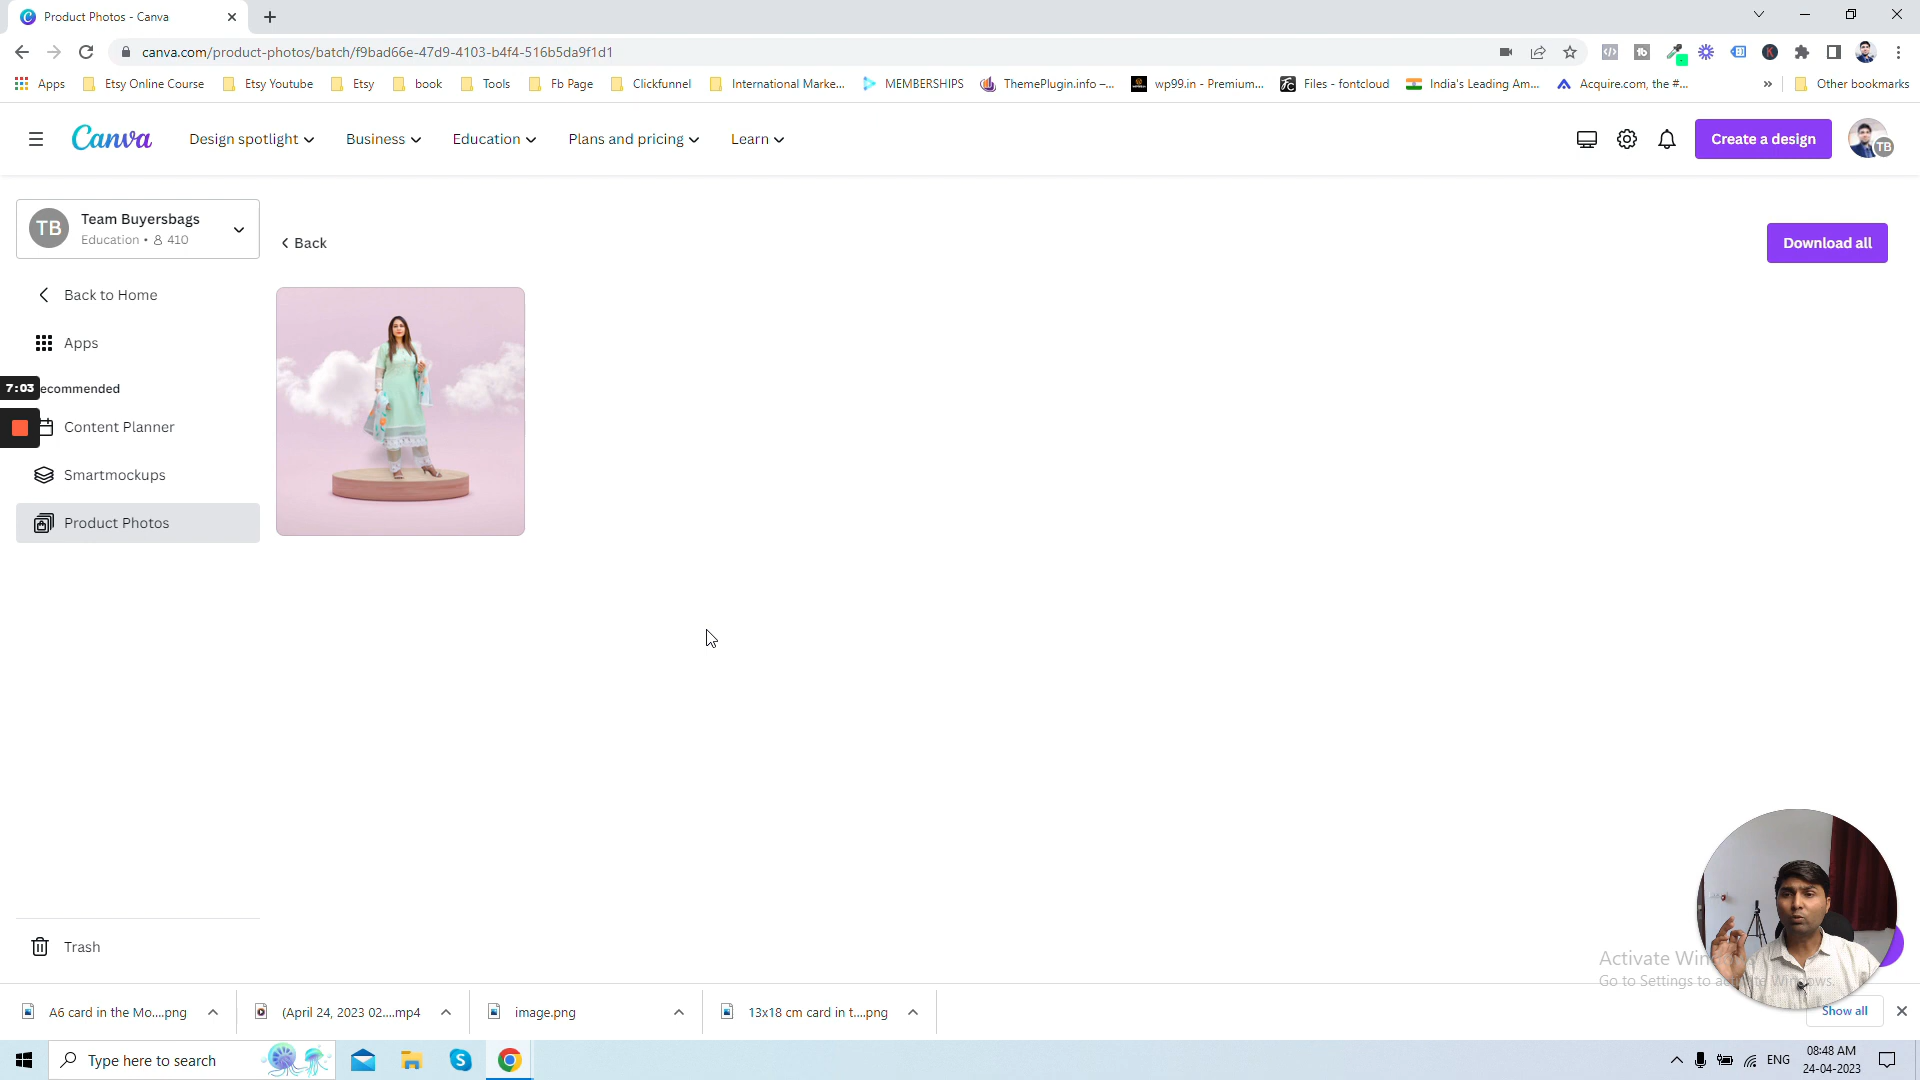 Product Photos - Canva
canva.com/product-photos/batch/f9bad66e-47d9-4103-b4f4-516b5da9f1d1
Apps
Etsy Online Course
Etsy Youtube
Etsy
book
Tools
Fb Page
Clickfunnel
International Marke...
MEMBERSHIPS
ThemePlugin.info –...
wp99.in - Premium...
Files - fontcloud
India's Leading Am...
Acquire.com, the #...
»
Other bookmarks
Canva
Design spotlight
Business
Education
Plans and pricing
Learn
Create a design
TB
TB
Team Buyersbags
Education • 410
Back
Download all
Back to Home
Apps
7:03
ecommended
Content Planner
Smartmockups
Product Photos
Trash
Activate Win
Go to Settings to a
Windows.
A6 card in the Mo....png
(April 24, 2023 02....mp4
image.png
13x18 cm card in t....png
Show all
Type here to search
ENG
08:48 AM
24-04-2023